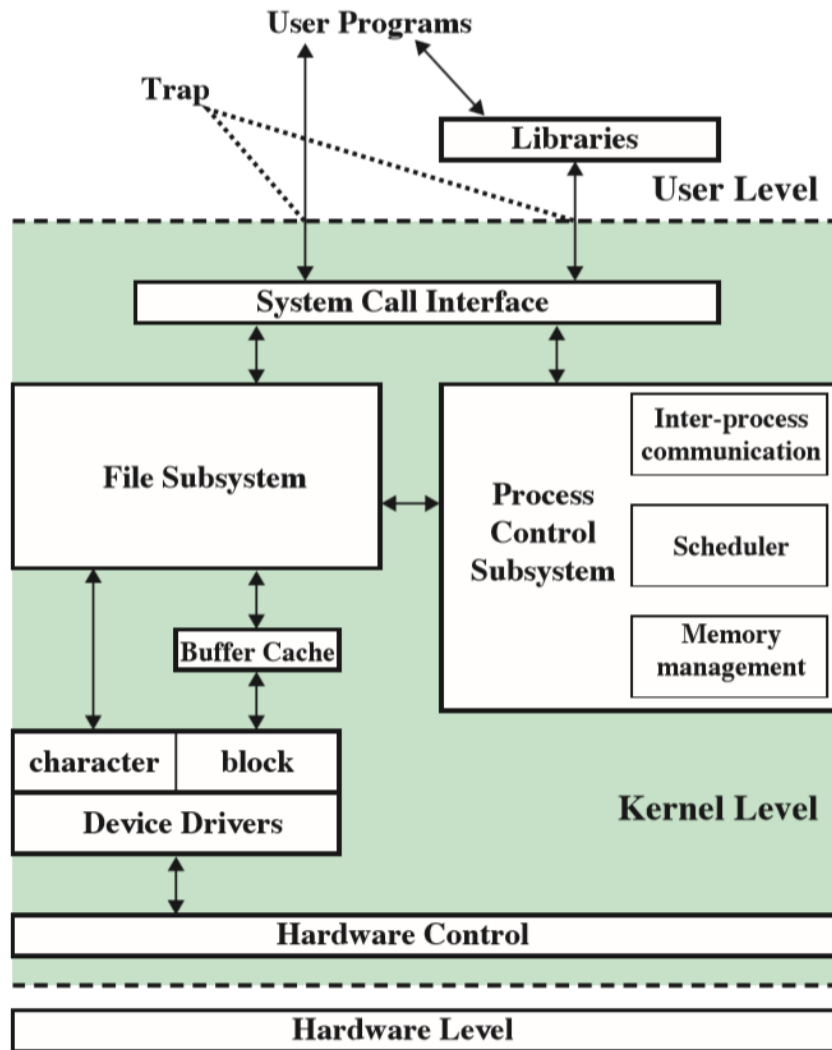 User Programs
Trap
Libraries
User Level
System Call Interface
File Subsystem
Process
Control
Subsystem
Inter-process
communication
Scheduler
Memory
management
Buffer Cache
character
block
Device Drivers
Kernel Level
Hardware Control
Hardware Level